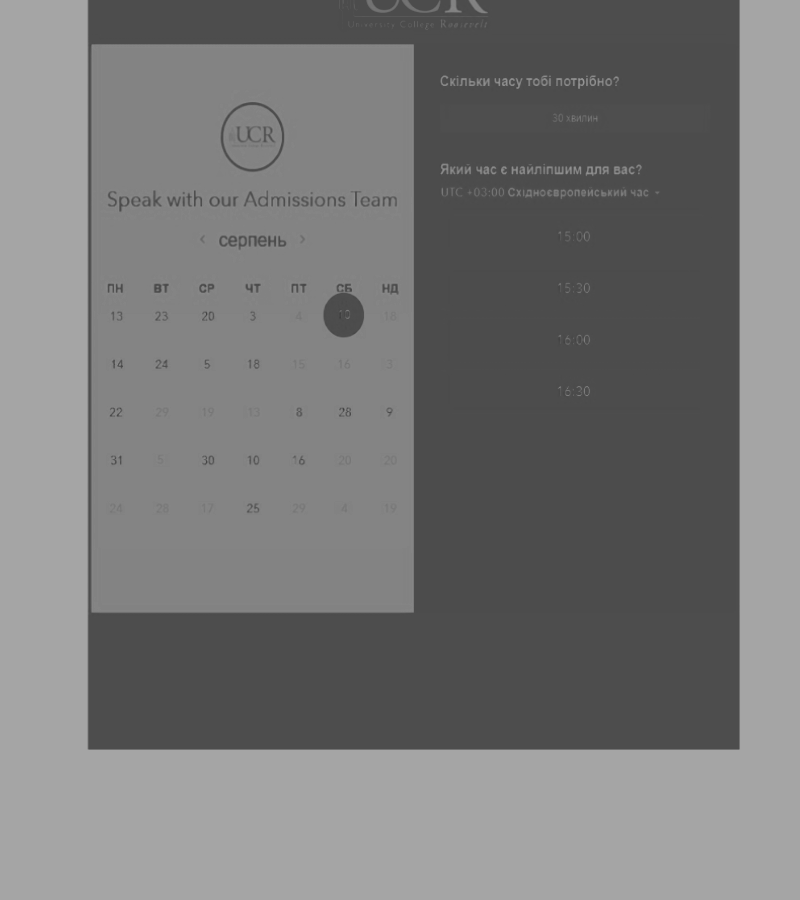 UCR
University College Roosevelt
UCR
Speak with our Admissions Team
‹ серпень ›
ПН ВТ СР ЧТ ПТ СБ НД
13 23 20 3 4 10 18
14 24 5 18 15 16 3
22 29 19 13 8 28 9
31 5 30 10 16 20 20
24 28 17 25 29 4 19
Скільки часу тобі потрібно?
30 хвилин
Який час є найліпшим для вас?
UTC +03:00 Східноєвропейський час
15:00
15:30
16:00
16:30